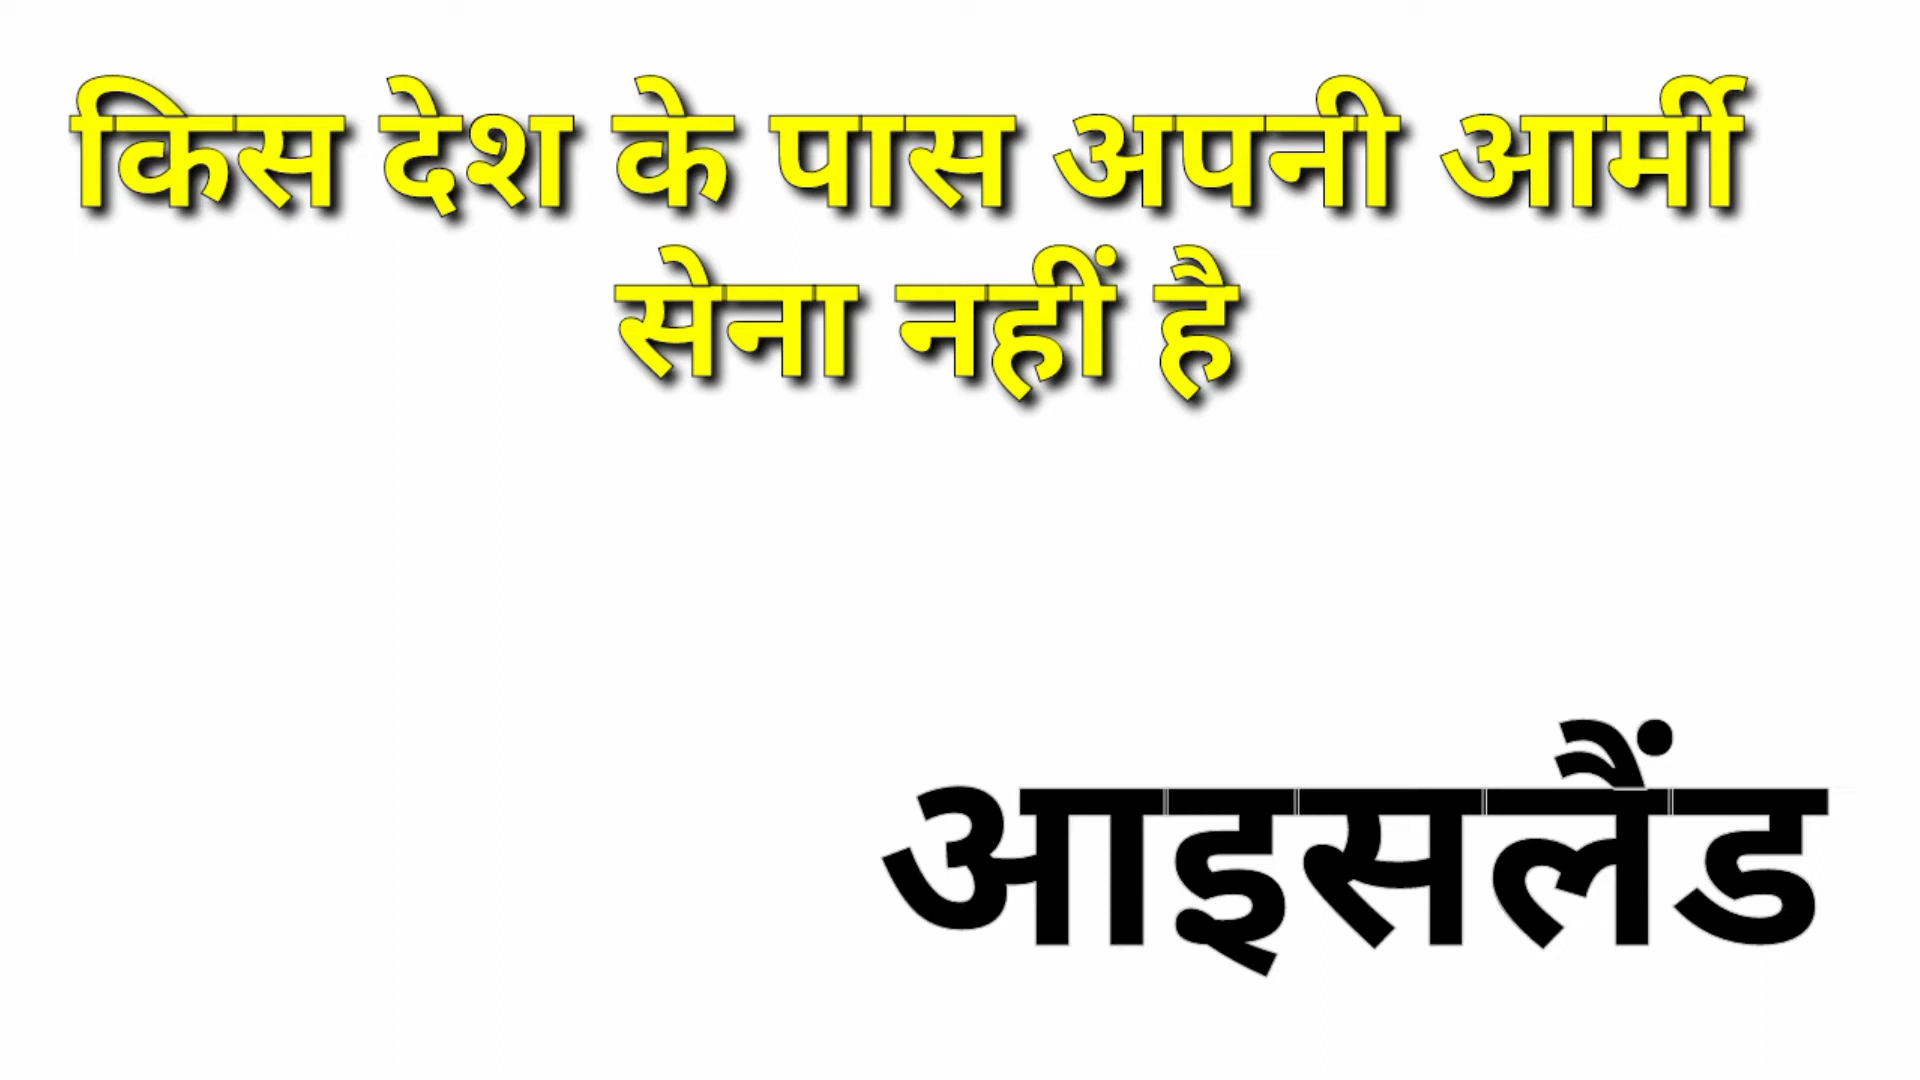 किस देश के पास अपनी आर्मी
सेना नहीं है
आइसलैंड